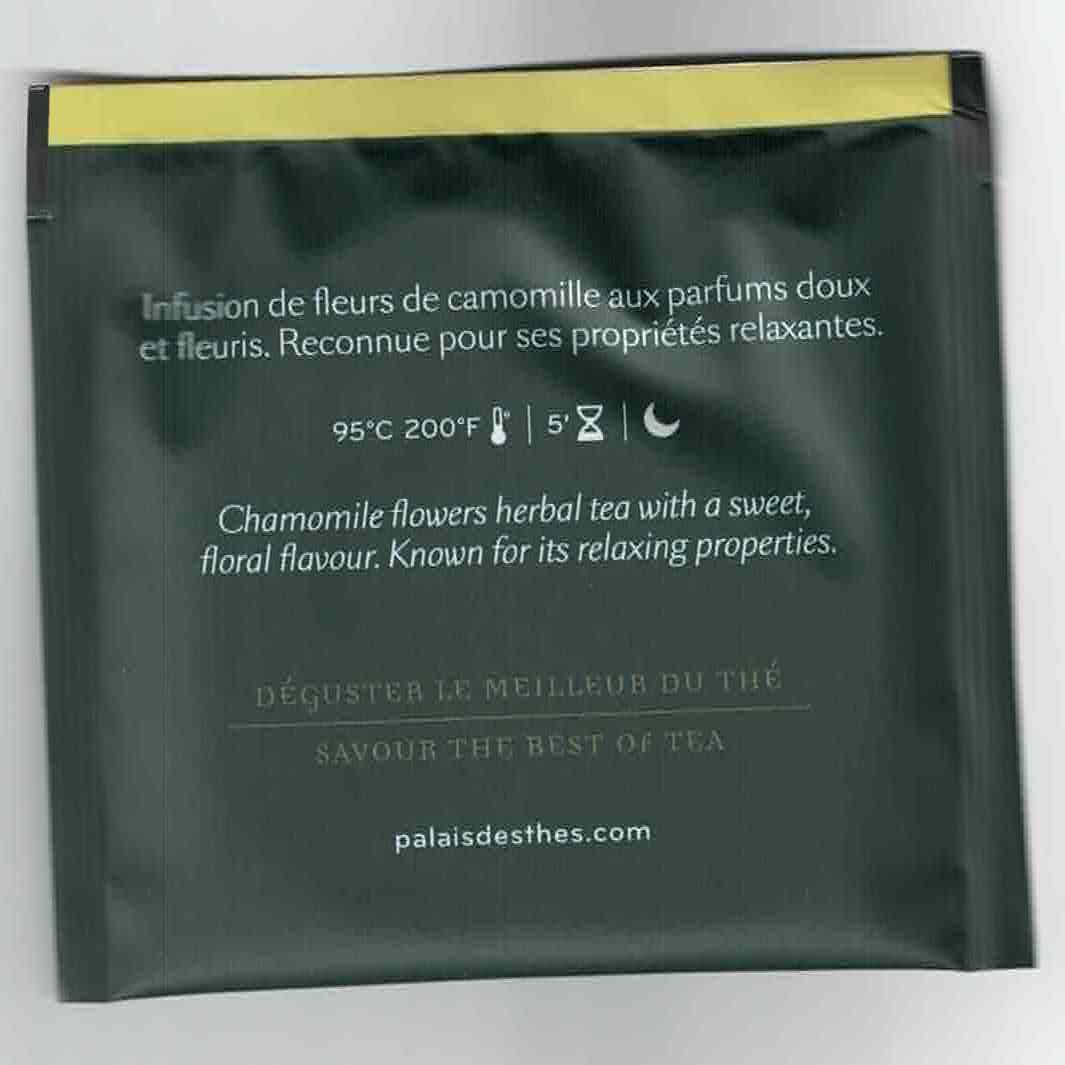 Infusion de fleurs de camomille aux parfums doux
et fleuris. Reconnue pour ses propriétés relaxantes.
95°C 200°F | 5' |
Chamomile flowers herbal tea with a sweet,
floral flavour. Known for its relaxing properties.
DÉGUSTER LE MEILLEUR DU THÉ
SAVOUR THE BEST OF TEA
palaisdesthes.com